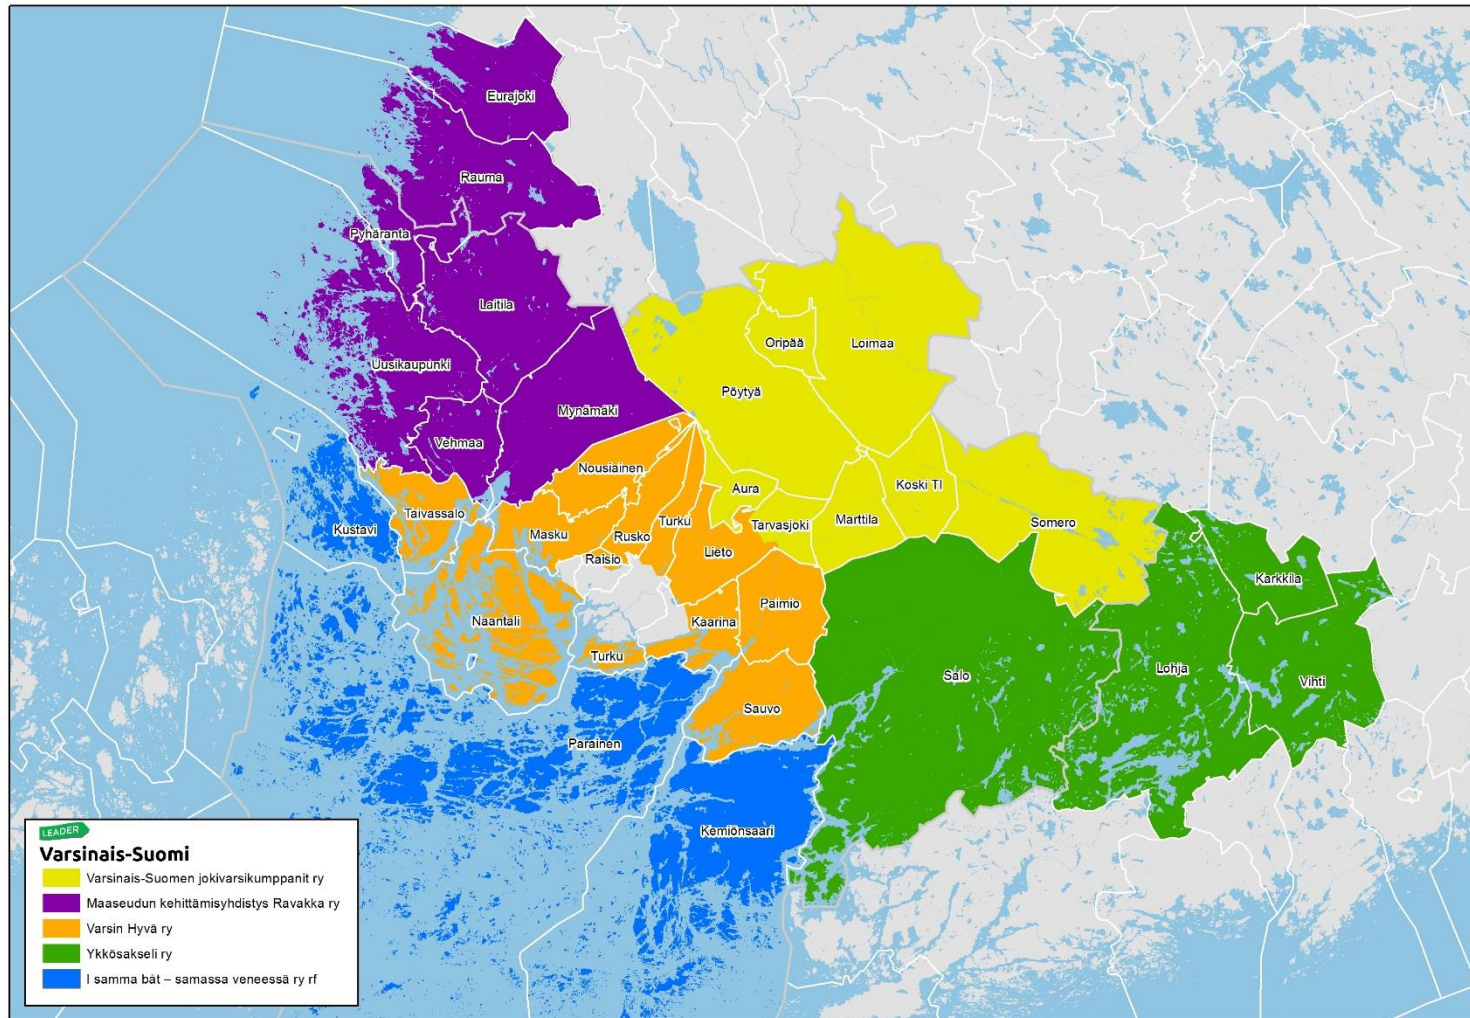 Eurajoki
Rauma
Pyhäranta
Laitila
Uusikaupunki
Mynämäki
Vehmaa
Oripää
Loimaa
Pöytyä
Nousiainen
Aura
Koski Tl
Kustavi
Taivassalo
Masku
Rusko
Turku
Tarvasjoki
Marttila
Somero
Raisio
Lieto
Karkkila
Naantali
Kaarina
Paimio
Turku
Salo
Lohja
Vihti
Sauvo
Parainen
Kemiönsaari
LEADER
Varsinais-Suomi
Varsinais-Suomen jokivarsikumppanit ry
Maaseudun kehittämisyhdistys Ravakka ry
Varsin Hyvä ry
Ykkösakseli ry
I samma båt – samassa veneessä ry rf